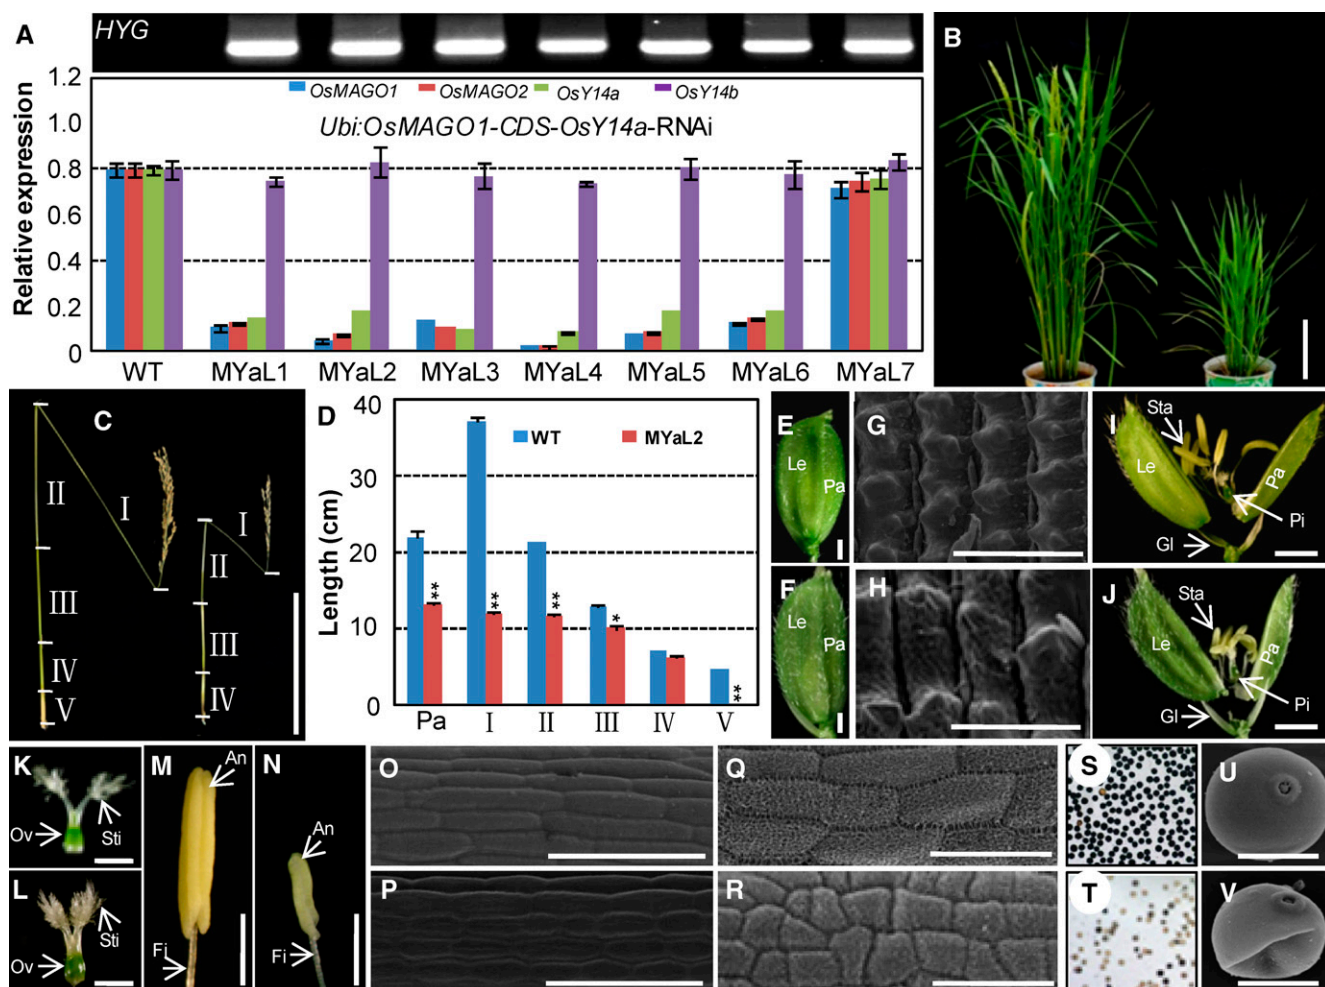 A
HYG
1.2
1.0
0.8
0.6
0.4
0.2
0
Relative expression
OsMAGO1 OsMAGO2 OsY14a OsY14b
Ubi:OsMAGO1-CDS-OsY14a-RNAi
WT MYaL1 MYaL2 MYaL3 MYaL4 MYaL5 MYaL6 MYaL7
B
C
II
I
III
IV
V
I
II
III
IV
D
40
30
20
10
0
Length (cm)
WT MYaL2
**
**
**
*
**
Pa I II III IV V
E
Le
Pa
F
Le
Pa
G
H
I
Sta
Le
Pa
Pi
Gl
J
Sta
Le
Pa
Pi
Gl
K
Ov
Sti
L
Ov
Sti
M
An
Fi
N
An
Fi
O
P
Q
R
S
T
U
V